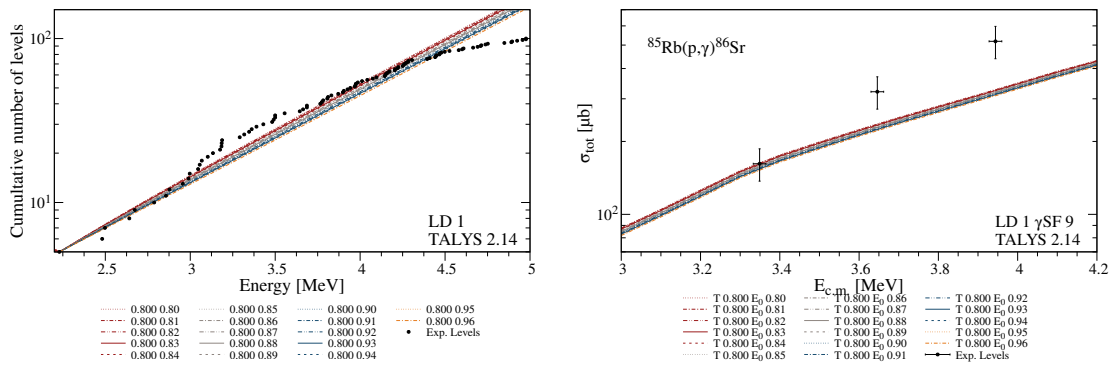 Cumultative number of levels
10²
10¹
LD 1
TALYS 2.14
2.5 3 3.5 4 4.5 5
Energy [MeV]
0.800 0.80 0.800 0.85 0.800 0.90 0.800 0.95
0.800 0.81 0.800 0.86 0.800 0.91 0.800 0.96
0.800 0.82 0.800 0.87 0.800 0.92 Exp. Levels
0.800 0.83 0.800 0.88 0.800 0.93
0.800 0.84 0.800 0.89 0.800 0.94
σtot [μb]
⁸⁵Rb(p,γ)⁸⁶Sr
10²
LD 1 γSF 9
TALYS 2.14
3 3.2 3.4 3.6 3.8 4 4.2
Ec.m. [MeV]
T 0.800 E₀ 0.80 T 0.800 E₀ 0.86 T 0.800 E₀ 0.92
T 0.800 E₀ 0.81 T 0.800 E₀ 0.87 T 0.800 E₀ 0.93
T 0.800 E₀ 0.82 T 0.800 E₀ 0.88 T 0.800 E₀ 0.94
T 0.800 E₀ 0.83 T 0.800 E₀ 0.89 T 0.800 E₀ 0.95
T 0.800 E₀ 0.84 T 0.800 E₀ 0.90 T 0.800 E₀ 0.96
T 0.800 E₀ 0.85 T 0.800 E₀ 0.91 Exp. Levels